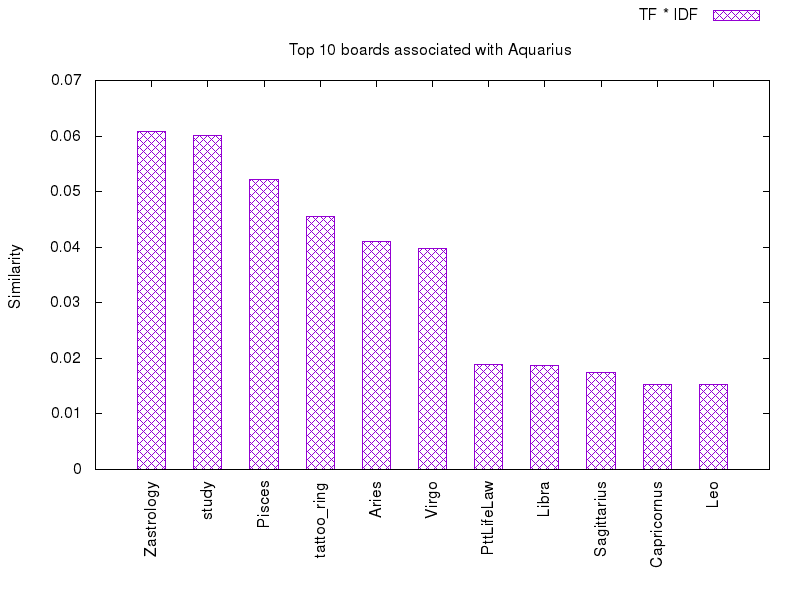 TF * IDF
Top 10 boards associated with Aquarius
0.07
0.06
0.05
0.04
0.03
0.02
0.01
0
Similarity
Zastrology
study
Pisces
tattoo_ring
Aries
Virgo
PttLifeLaw
Libra
Sagittarius
Capricornus
Leo